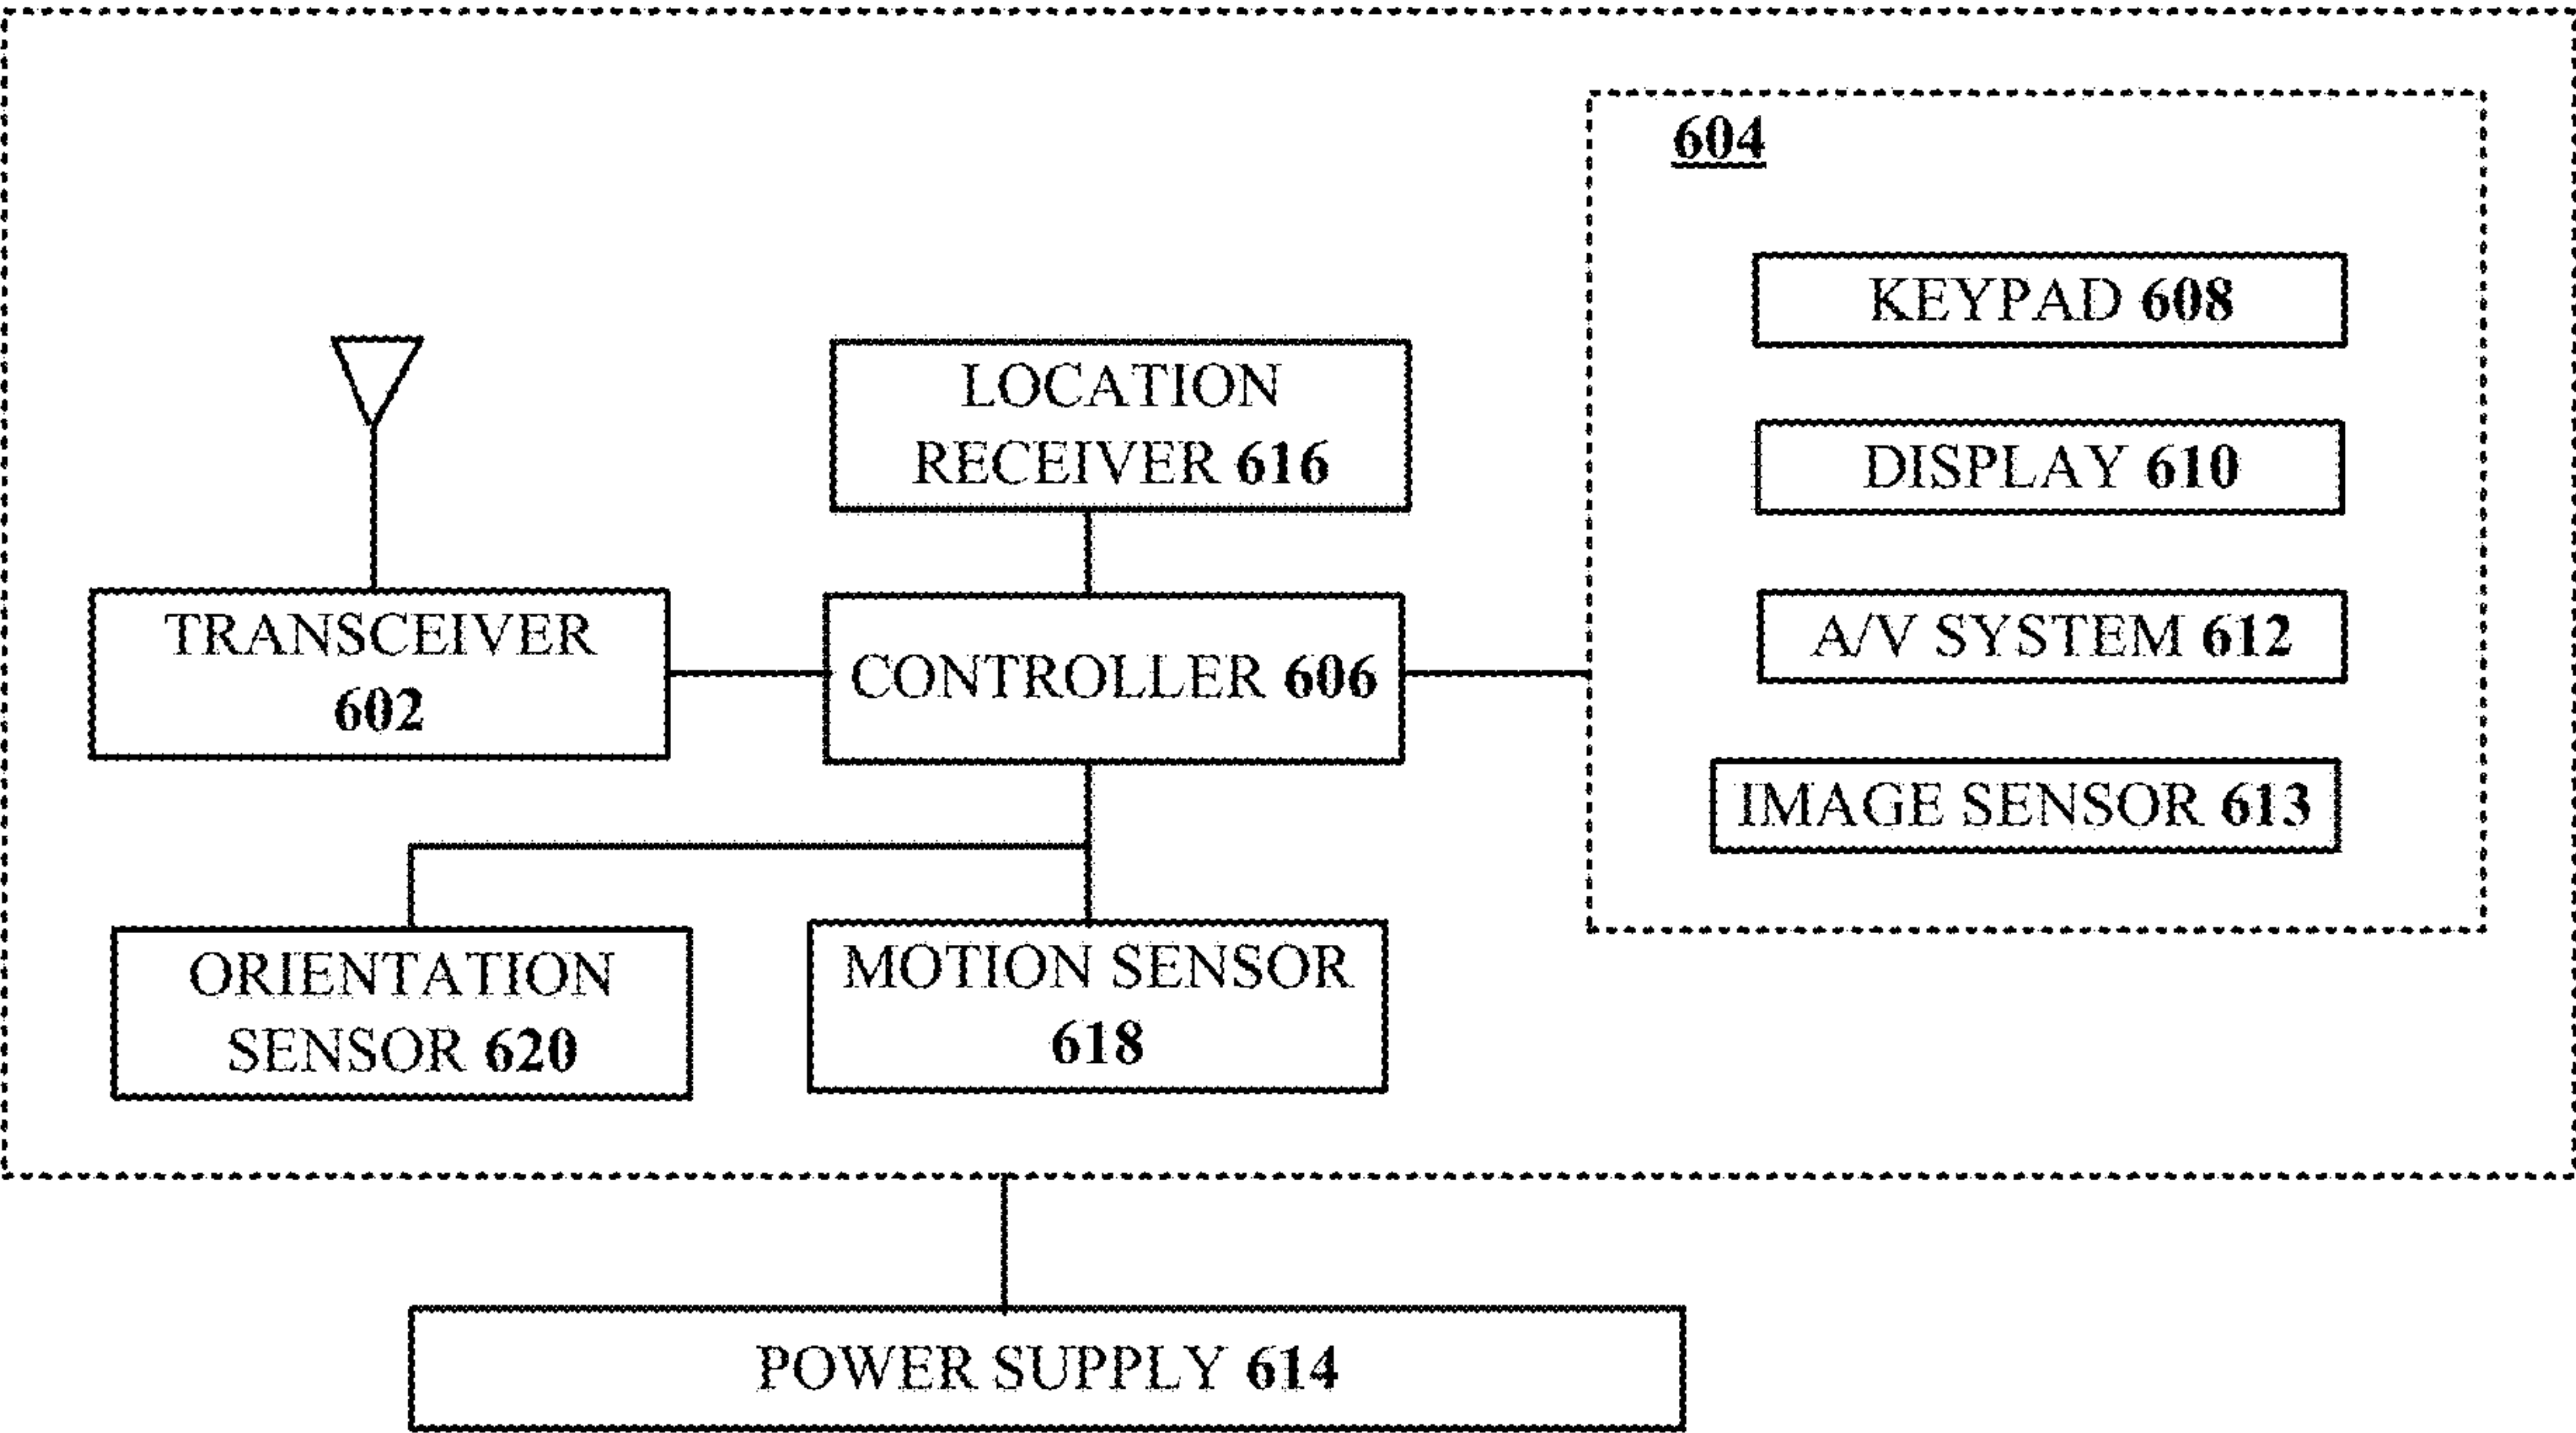 604
KEYPAD 608
LOCATION
RECEIVER 616
DISPLAY 610
TRANSCEIVER
602
CONTROLLER 606
A/V SYSTEM 612
IMAGE SENSOR 613
ORIENTATION
SENSOR 620
MOTION SENSOR
618
POWER SUPPLY 614